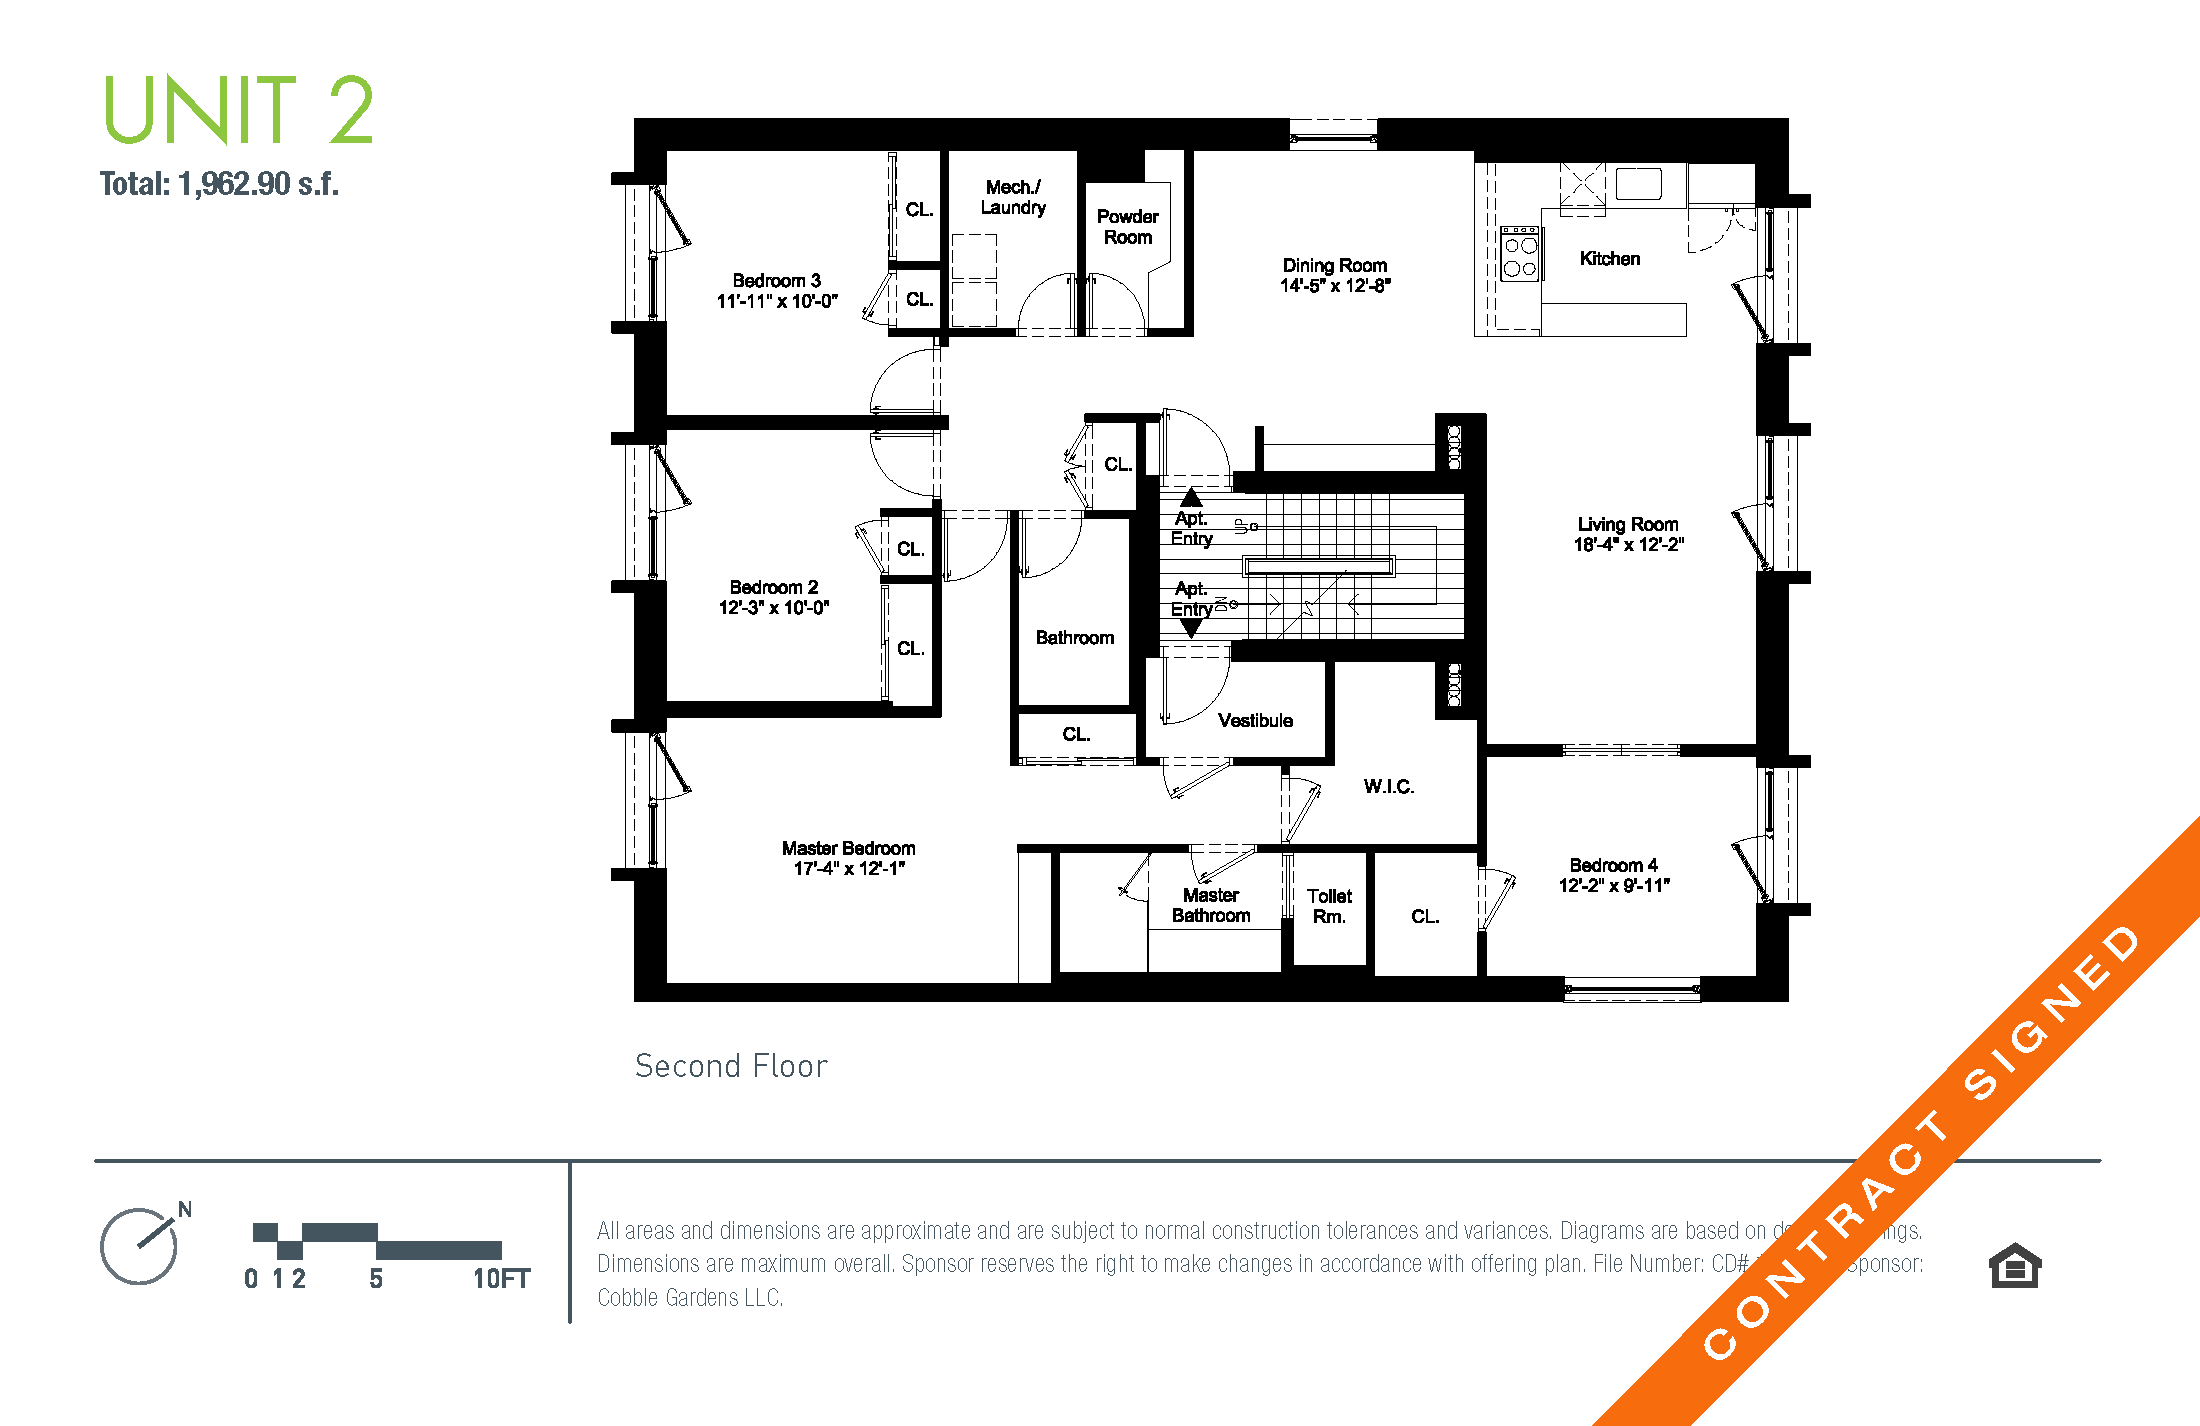 UNIT 2
Total: 1,962.90 s.f.
Mech./
Laundry
CL.
Powder
Room
Dining Room
14'-5" x 12'-8"
Kitchen
Bedroom 3
11'-11" x 10'-0"
CL.
CL.
Apt.
Entry
UP
Living Room
18'-4" x 12'-2"
CL.
Bedroom 2
12'-3" x 10'-0"
Apt.
Entry
DN
Bathroom
CL.
Vestibule
CL.
W.I.C.
Master Bedroom
17'-4" x 12'-1"
Master
Bathroom
Toilet
Rm.
CL.
Bedroom 4
12'-2" x 9'-11"
Second Floor
N
0 1 2 5 10FT
All areas and dimensions are approximate and are subject to normal construction tolerances and variances. Diagrams are based on
Dimensions are maximum overall. Sponsor reserves the right to make changes in accordance with offering plan. File Number: CD# Sponsor:
Cobble Gardens LLC.
CONTRACT SIGNED